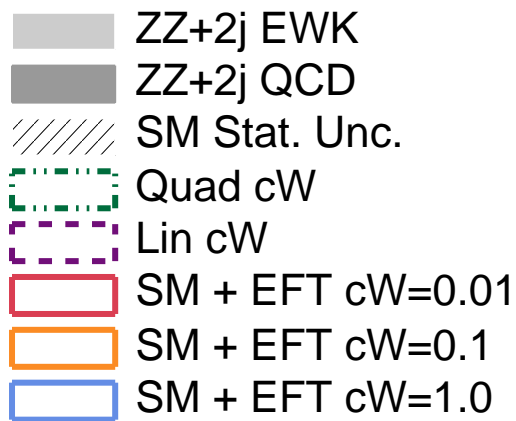 ZZ+2j EWK
ZZ+2j QCD
SM Stat. Unc.
Quad cW
Lin cW
SM + EFT cW=0.01
SM + EFT cW=0.1
SM + EFT cW=1.0